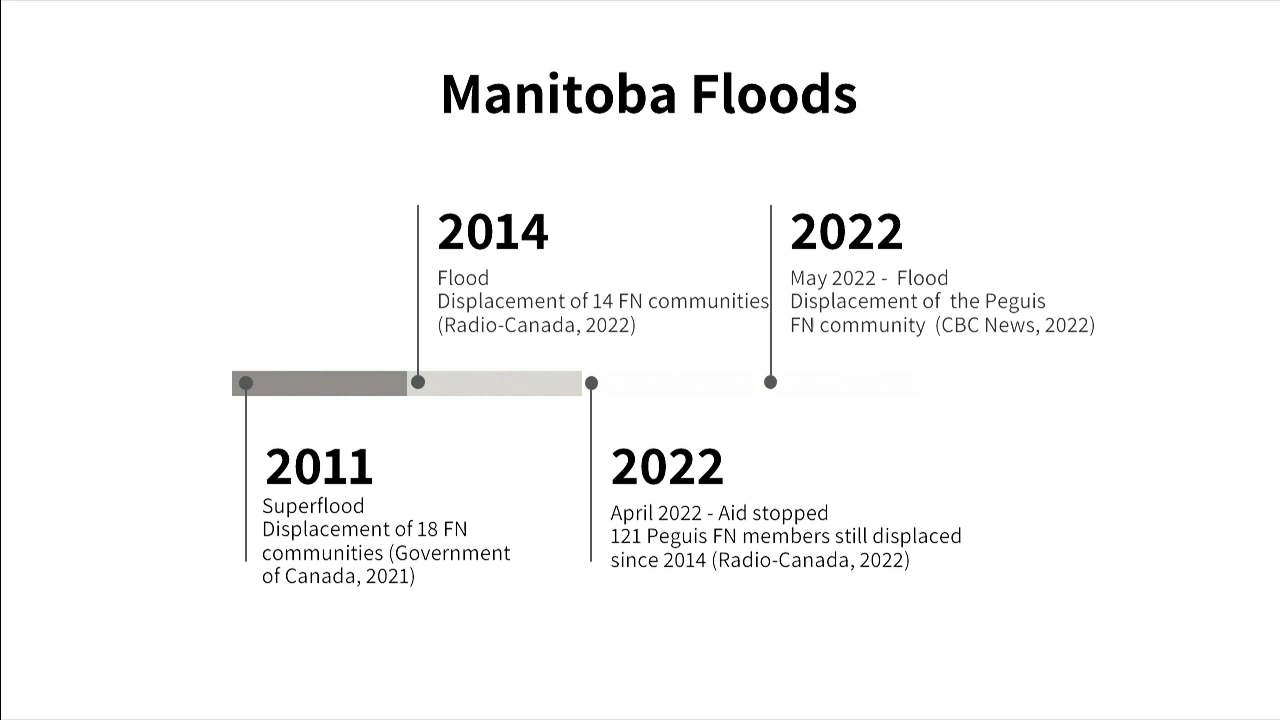 Manitoba Floods
2014
Flood
Displacement of 14 FN communities
(Radio-Canada, 2022)
2022
May 2022 - Flood
Displacement of the Peguis
FN community (CBC News, 2022)
2011
Superflood
Displacement of 18 FN
communities (Government
of Canada, 2021)
2022
April 2022 - Aid stopped
121 Peguis FN members still displaced
since 2014 (Radio-Canada, 2022)